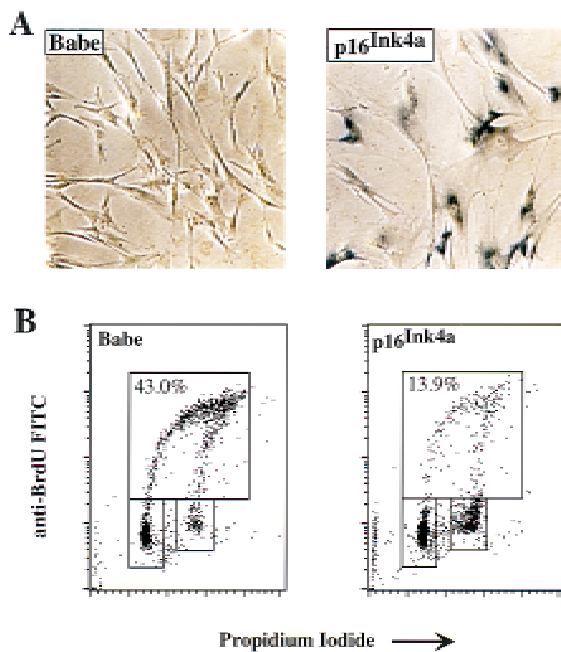 A
Babe
p16Ink4a
B
Babe
p16Ink4a
43.0%
13.9%
anti-BrdU FITC
Propidium Iodide